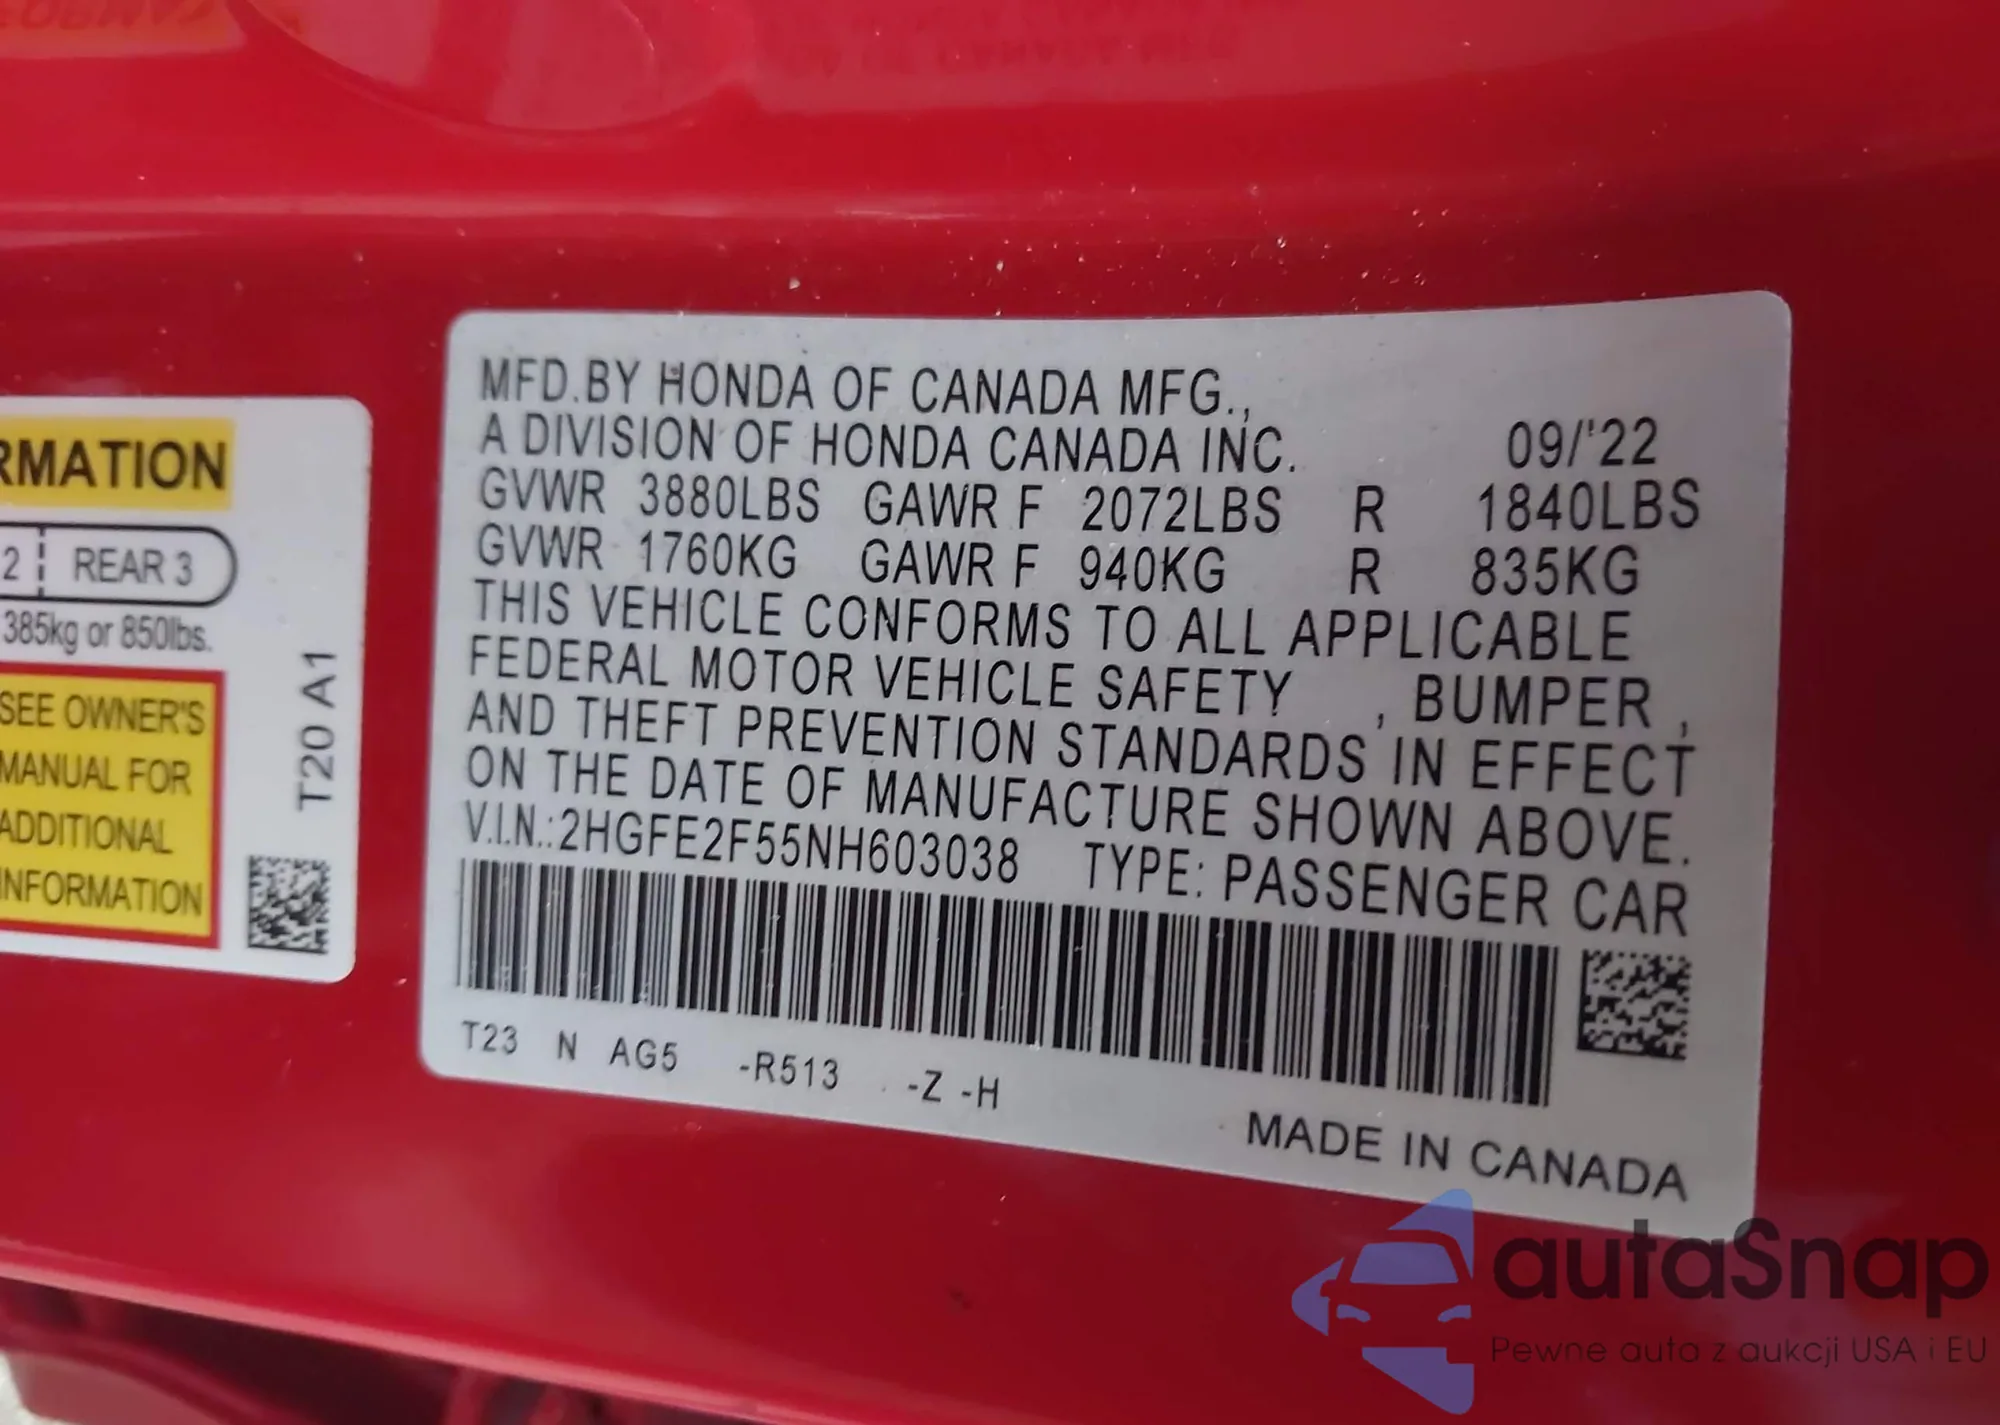 RMATION
2 REAR 3
385kg or 850lbs.
SEE OWNER'S
MANUAL FOR
ADDITIONAL
INFORMATION
T20 A1
MFD.BY HONDA OF CANADA MFG.,
A DIVISION OF HONDA CANADA INC. 09/'22
GVWR 3880LBS GAWR F 2072LBS R 1840LBS
GVWR 1760KG GAWR F 940KG R 835KG
THIS VEHICLE CONFORMS TO ALL APPLICABLE
FEDERAL MOTOR VEHICLE SAFETY , BUMPER ,
AND THEFT PREVENTION STANDARDS IN EFFECT
ON THE DATE OF MANUFACTURE SHOWN ABOVE.
V.I.N.:2HGFE2F55NH603038 TYPE: PASSENGER CAR
T23 N AG5 -R513 -Z -H
MADE IN CANADA
autaSnap
Pewne auta z aukcji USA i EU